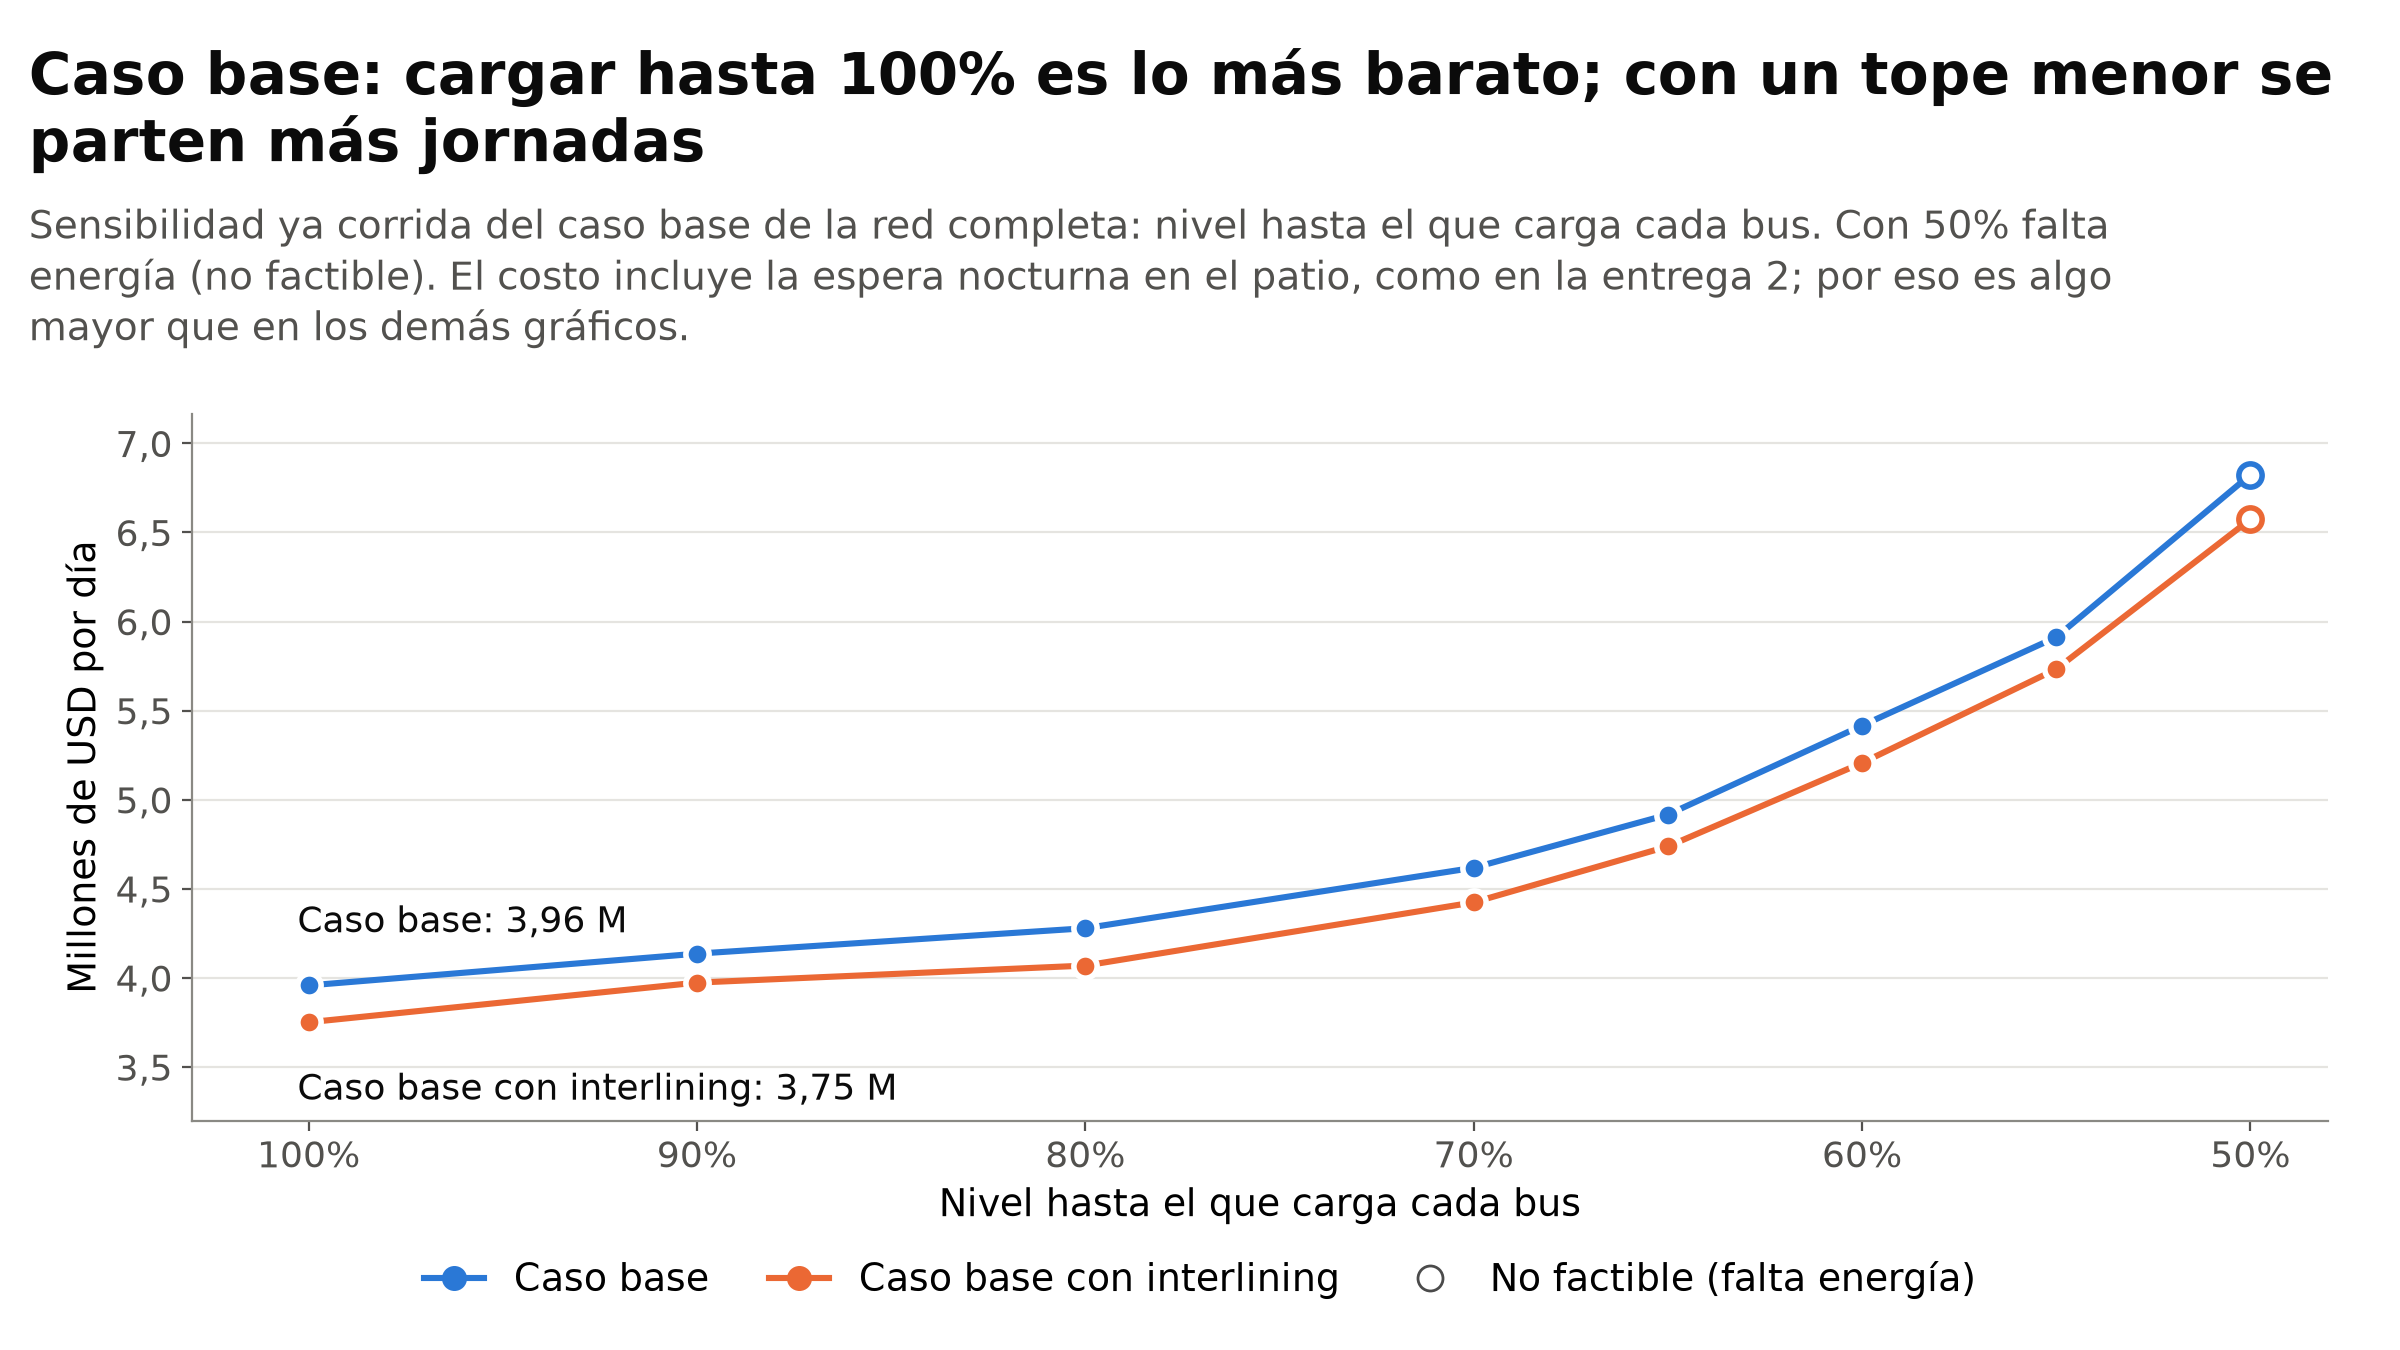 Caso base: cargar hasta 100% es lo más barato; con un tope menor se
parten más jornadas
Sensibilidad ya corrida del caso base de la red completa: nivel hasta el que carga cada bus. Con 50% falta
energía (no factible). El costo incluye la espera nocturna en el patio, como en la entrega 2; por eso es algo
mayor que en los demás gráficos.
Millones de USD por día
7,0
6,5
6,0
5,5
5,0
4,5
4,0
3,5
Caso base: 3,96 M
Caso base con interlining: 3,75 M
100% 90% 80% 70% 60% 50%
Nivel hasta el que carga cada bus
Caso base Caso base con interlining No factible (falta energía)